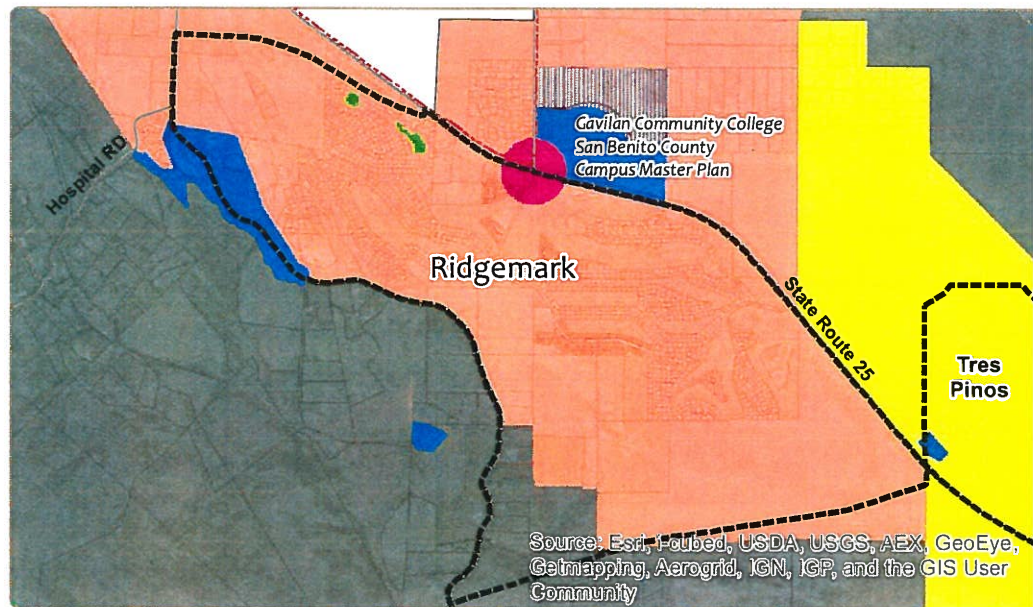 Gavilan Community College
San Benito County
Campus Master Plan
Hospital RD
Ridgemark
State Route 25
Tres
Pinos
Source: Esri, i-cubed, USDA, USGS, AEX, GeoEye,
Getmapping, Aerogrid, IGN, IGP, and the GIS User
Community